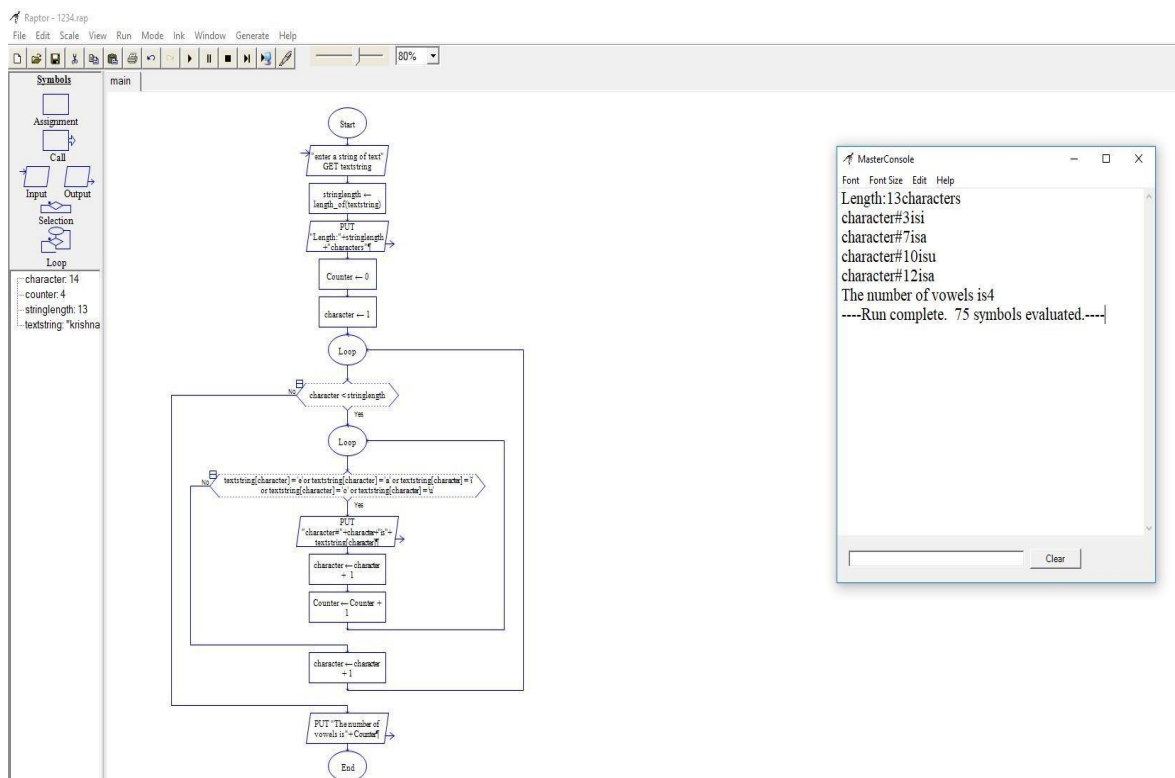 Raptor - 1234.rap
File Edit Scale View Run Mode Ink Window Generate Help
80%
Symbols
Assignment
Call
Input Output
Selection
Loop
character: 14
counter: 4
stringlength: 13
textstring: "krishna
main
Start
"enter a string of text"
GET textstring
stringlength ←
length_of(textstring)
PUT
"Length:"+stringlength
+"characters"¶
Counter ← 0
character ← 1
Loop
No
character < stringlength
Yes
Loop
No
textstring[character] = 'e' or textstring[character] = 'a' or textstring[character] = 'i'
or textstring[character] = 'o' or textstring[character] = 'u'
Yes
PUT
"character#"+character+"is"+
textstring[character]¶
character ← character
+ 1
Counter ← Counter +
1
character ← character
+ 1
PUT "The number of
vowels is"+Counter¶
End
MasterConsole
Font Font Size Edit Help
Length:13characters
character#3isi
character#7isa
character#10isu
character#12isa
The number of vowels is4
----Run complete. 75 symbols evaluated.----
Clear